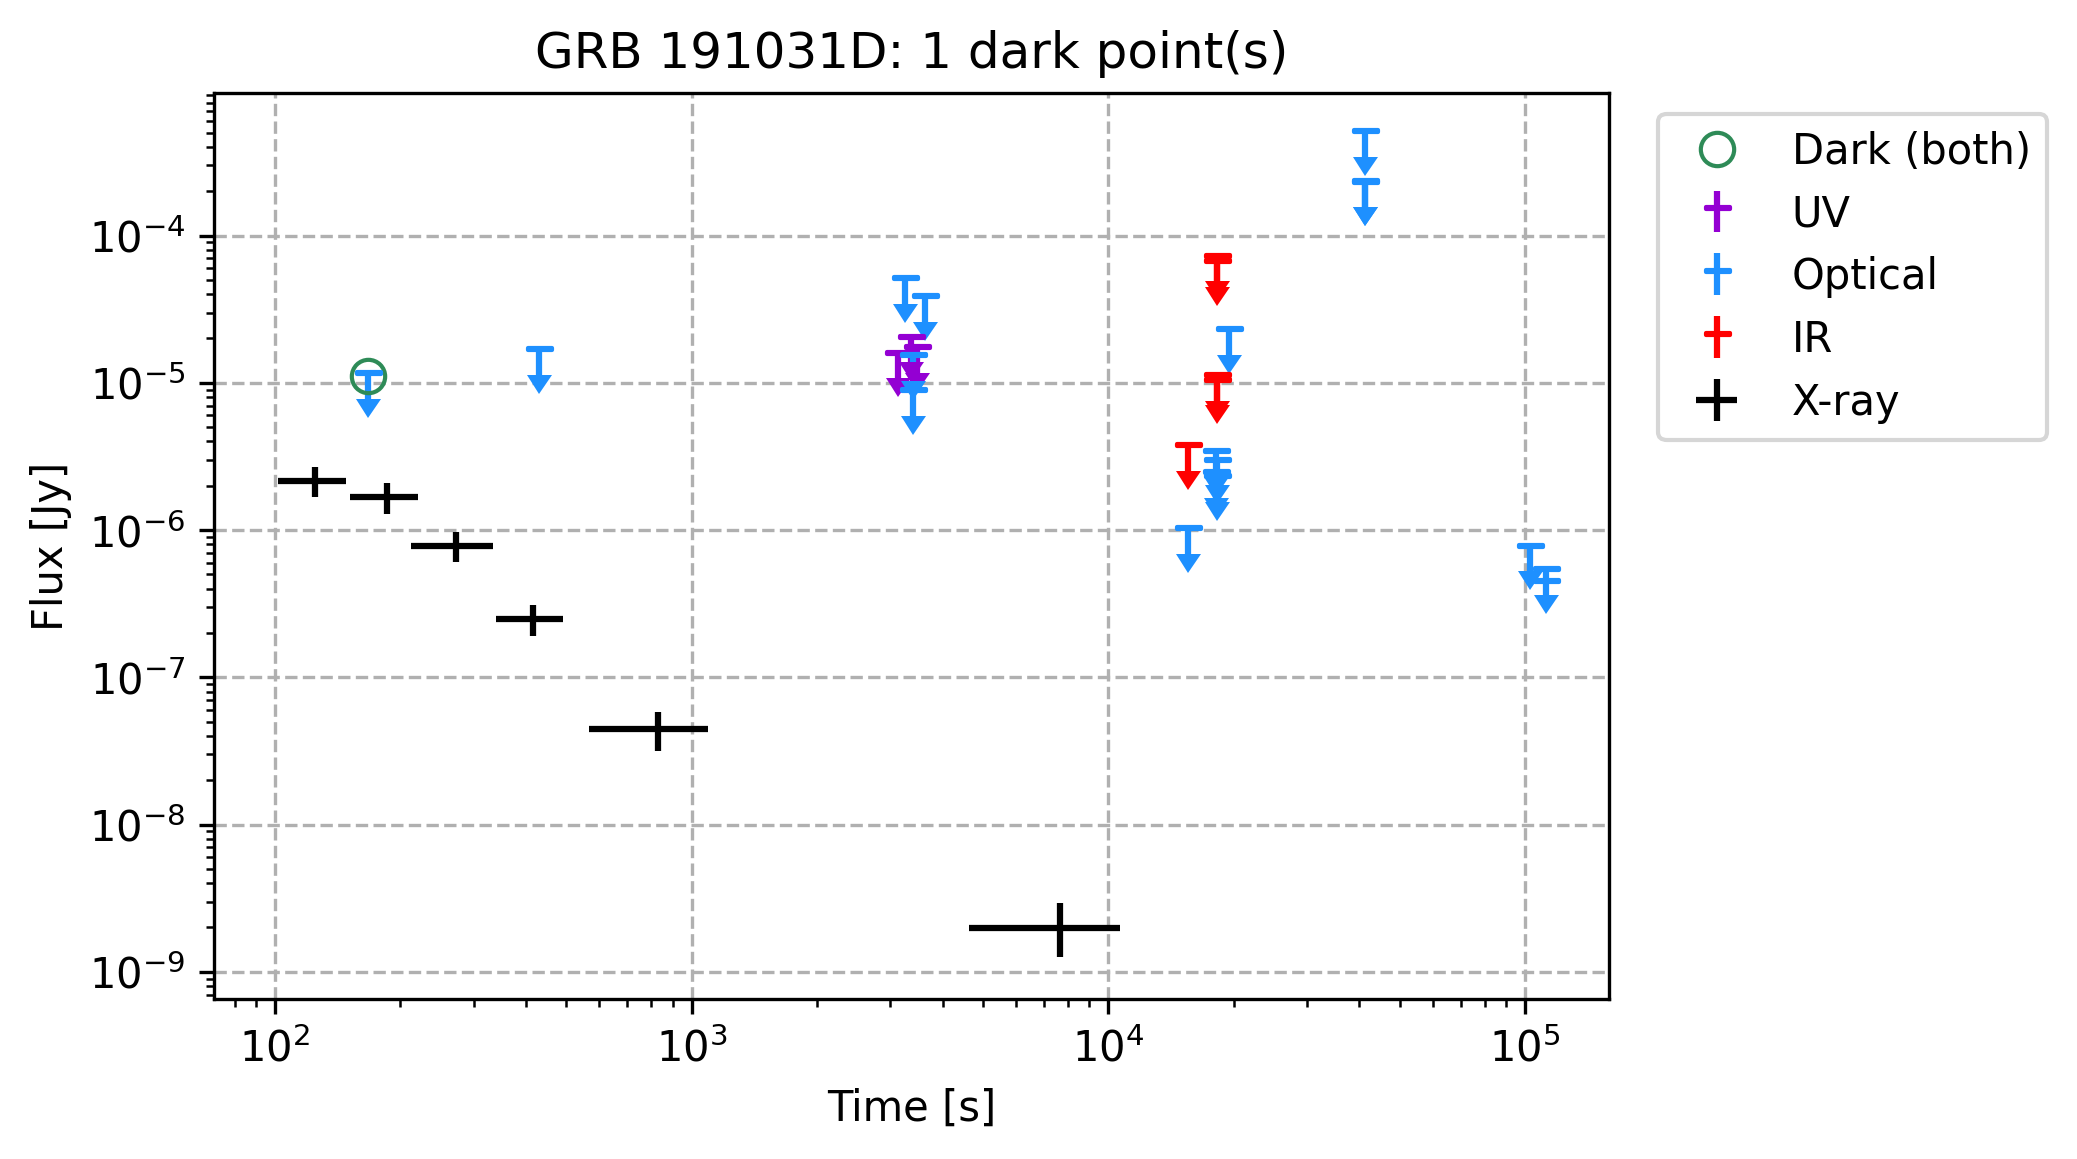 GRB 191031D: 1 dark point(s)
Dark (both)
UV
Optical
IR
X-ray
Flux [Jy]
10⁻⁴
10⁻⁵
10⁻⁶
10⁻⁷
10⁻⁸
10⁻⁹
10²
10³
10⁴
10⁵
Time [s]